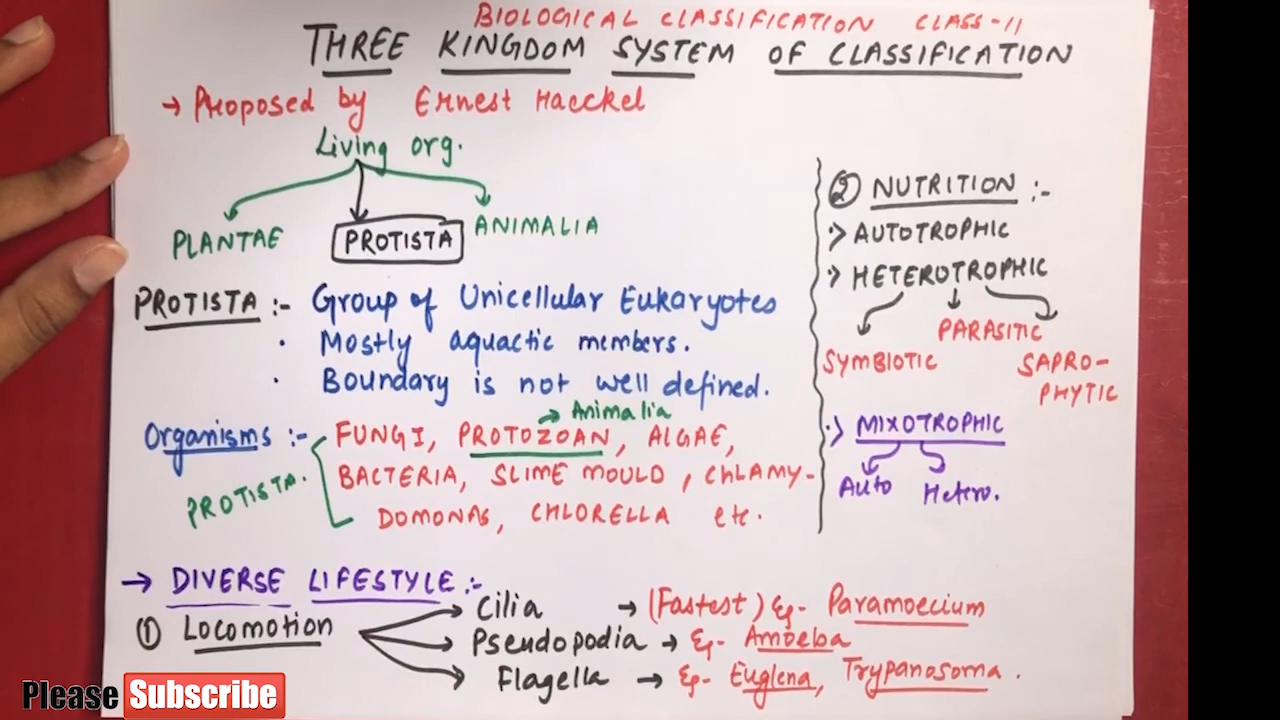 BIOLOGICAL CLASSIFICATION CLASS-11
THREE KINGDOM SYSTEM OF CLASSIFICATION
→ Proposed by Ernest Haeckel
Living org.
PLANTAE PROTISTA ANIMALIA
PROTISTA :- Group of Unicellular Eukaryotes
· Mostly aquactic members.
· Boundary is not well defined.
→ Animalia
Organisms :- FUNGI, PROTOZOAN, ALGAE,
PROTISTA. BACTERIA, SLIME MOULD, CHLAMY-
DOMONAS, CHLORELLA etc.
→ DIVERSE LIFESTYLE :-
① Locomotion
Cilia → (Fastest) Eg- Paramoecium
Pseudopodia → Eg- Amoeba
Flagella → Eg- Euglena, Trypanosoma.
② NUTRITION :-
> AUTOTROPHIC
> HETEROTROPHIC
PARASITIC
SYMBIOTIC SAPRO-
PHYTIC
> MIXOTROPHIC
Auto Hetero.
Please Subscribe